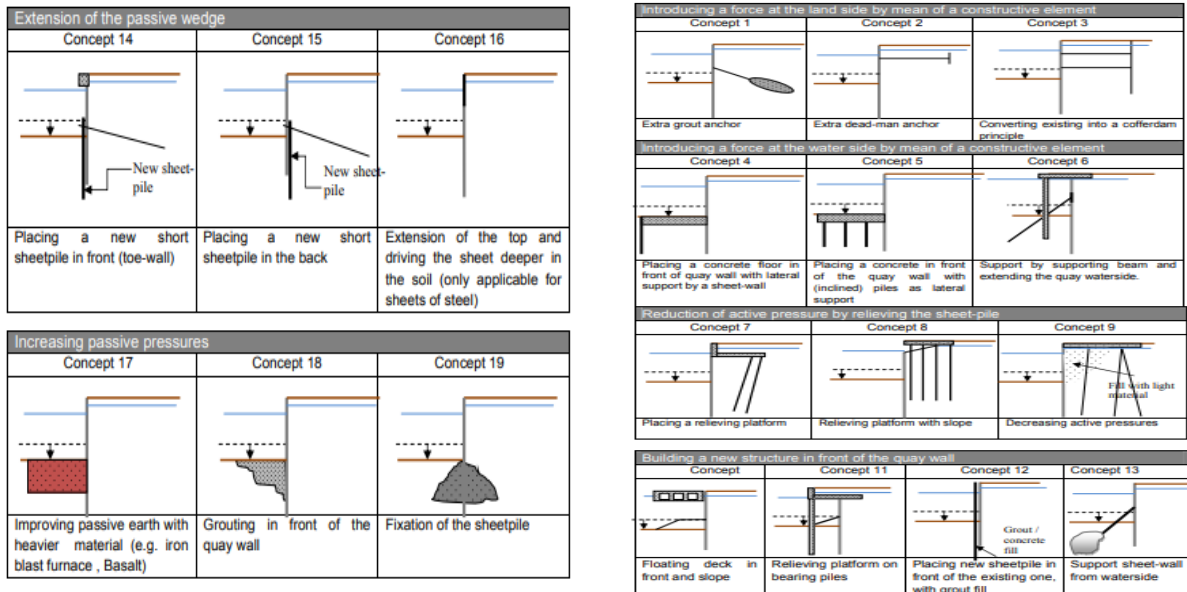 Extension of the passive wedge
Concept 14
Concept 15
Concept 16
New sheet-
pile
New sheet-
pile
Placing a new short
sheetpile in front (toe-wall)
Placing a new short
sheetpile in the back
Extension of the top and
driving the sheet deeper in
the soil (only applicable for
sheets of steel)
Increasing passive pressures
Concept 17
Concept 18
Concept 19
Improving passive earth with
heavier material (e.g. iron
blast furnace , Basalt)
Grouting in front of the
quay wall
Fixation of the sheetpile
Introducing a force at the land side by mean of a constructive element
Concept 1
Concept 2
Concept 3
Extra grout anchor
Extra dead-man anchor
Converting existing into a cofferdam
principle
Introducing a force at the water side by mean of a constructive element
Concept 4
Concept 5
Concept 6
Placing a concrete floor in
front of quay wall with lateral
support by a sheet-wall
Placing a concrete in front
of the quay wall with
(inclined) piles as lateral
support
Support by supporting beam and
extending the quay waterside.
Reduction of active pressure by relieving the sheet-pile
Concept 7
Concept 8
Concept 9
Fill with light
material
Placing a relieving platform
Relieving platform with slope
Decreasing active pressures
Building a new structure in front of the quay wall
Concept
Concept 11
Concept 12
Concept 13
Grout /
concrete
fill
Floating deck in
front and slope
Relieving platform on
bearing piles
Placing new sheetpile in
front of the existing one,
with grout fill
Support sheet-wall
from waterside